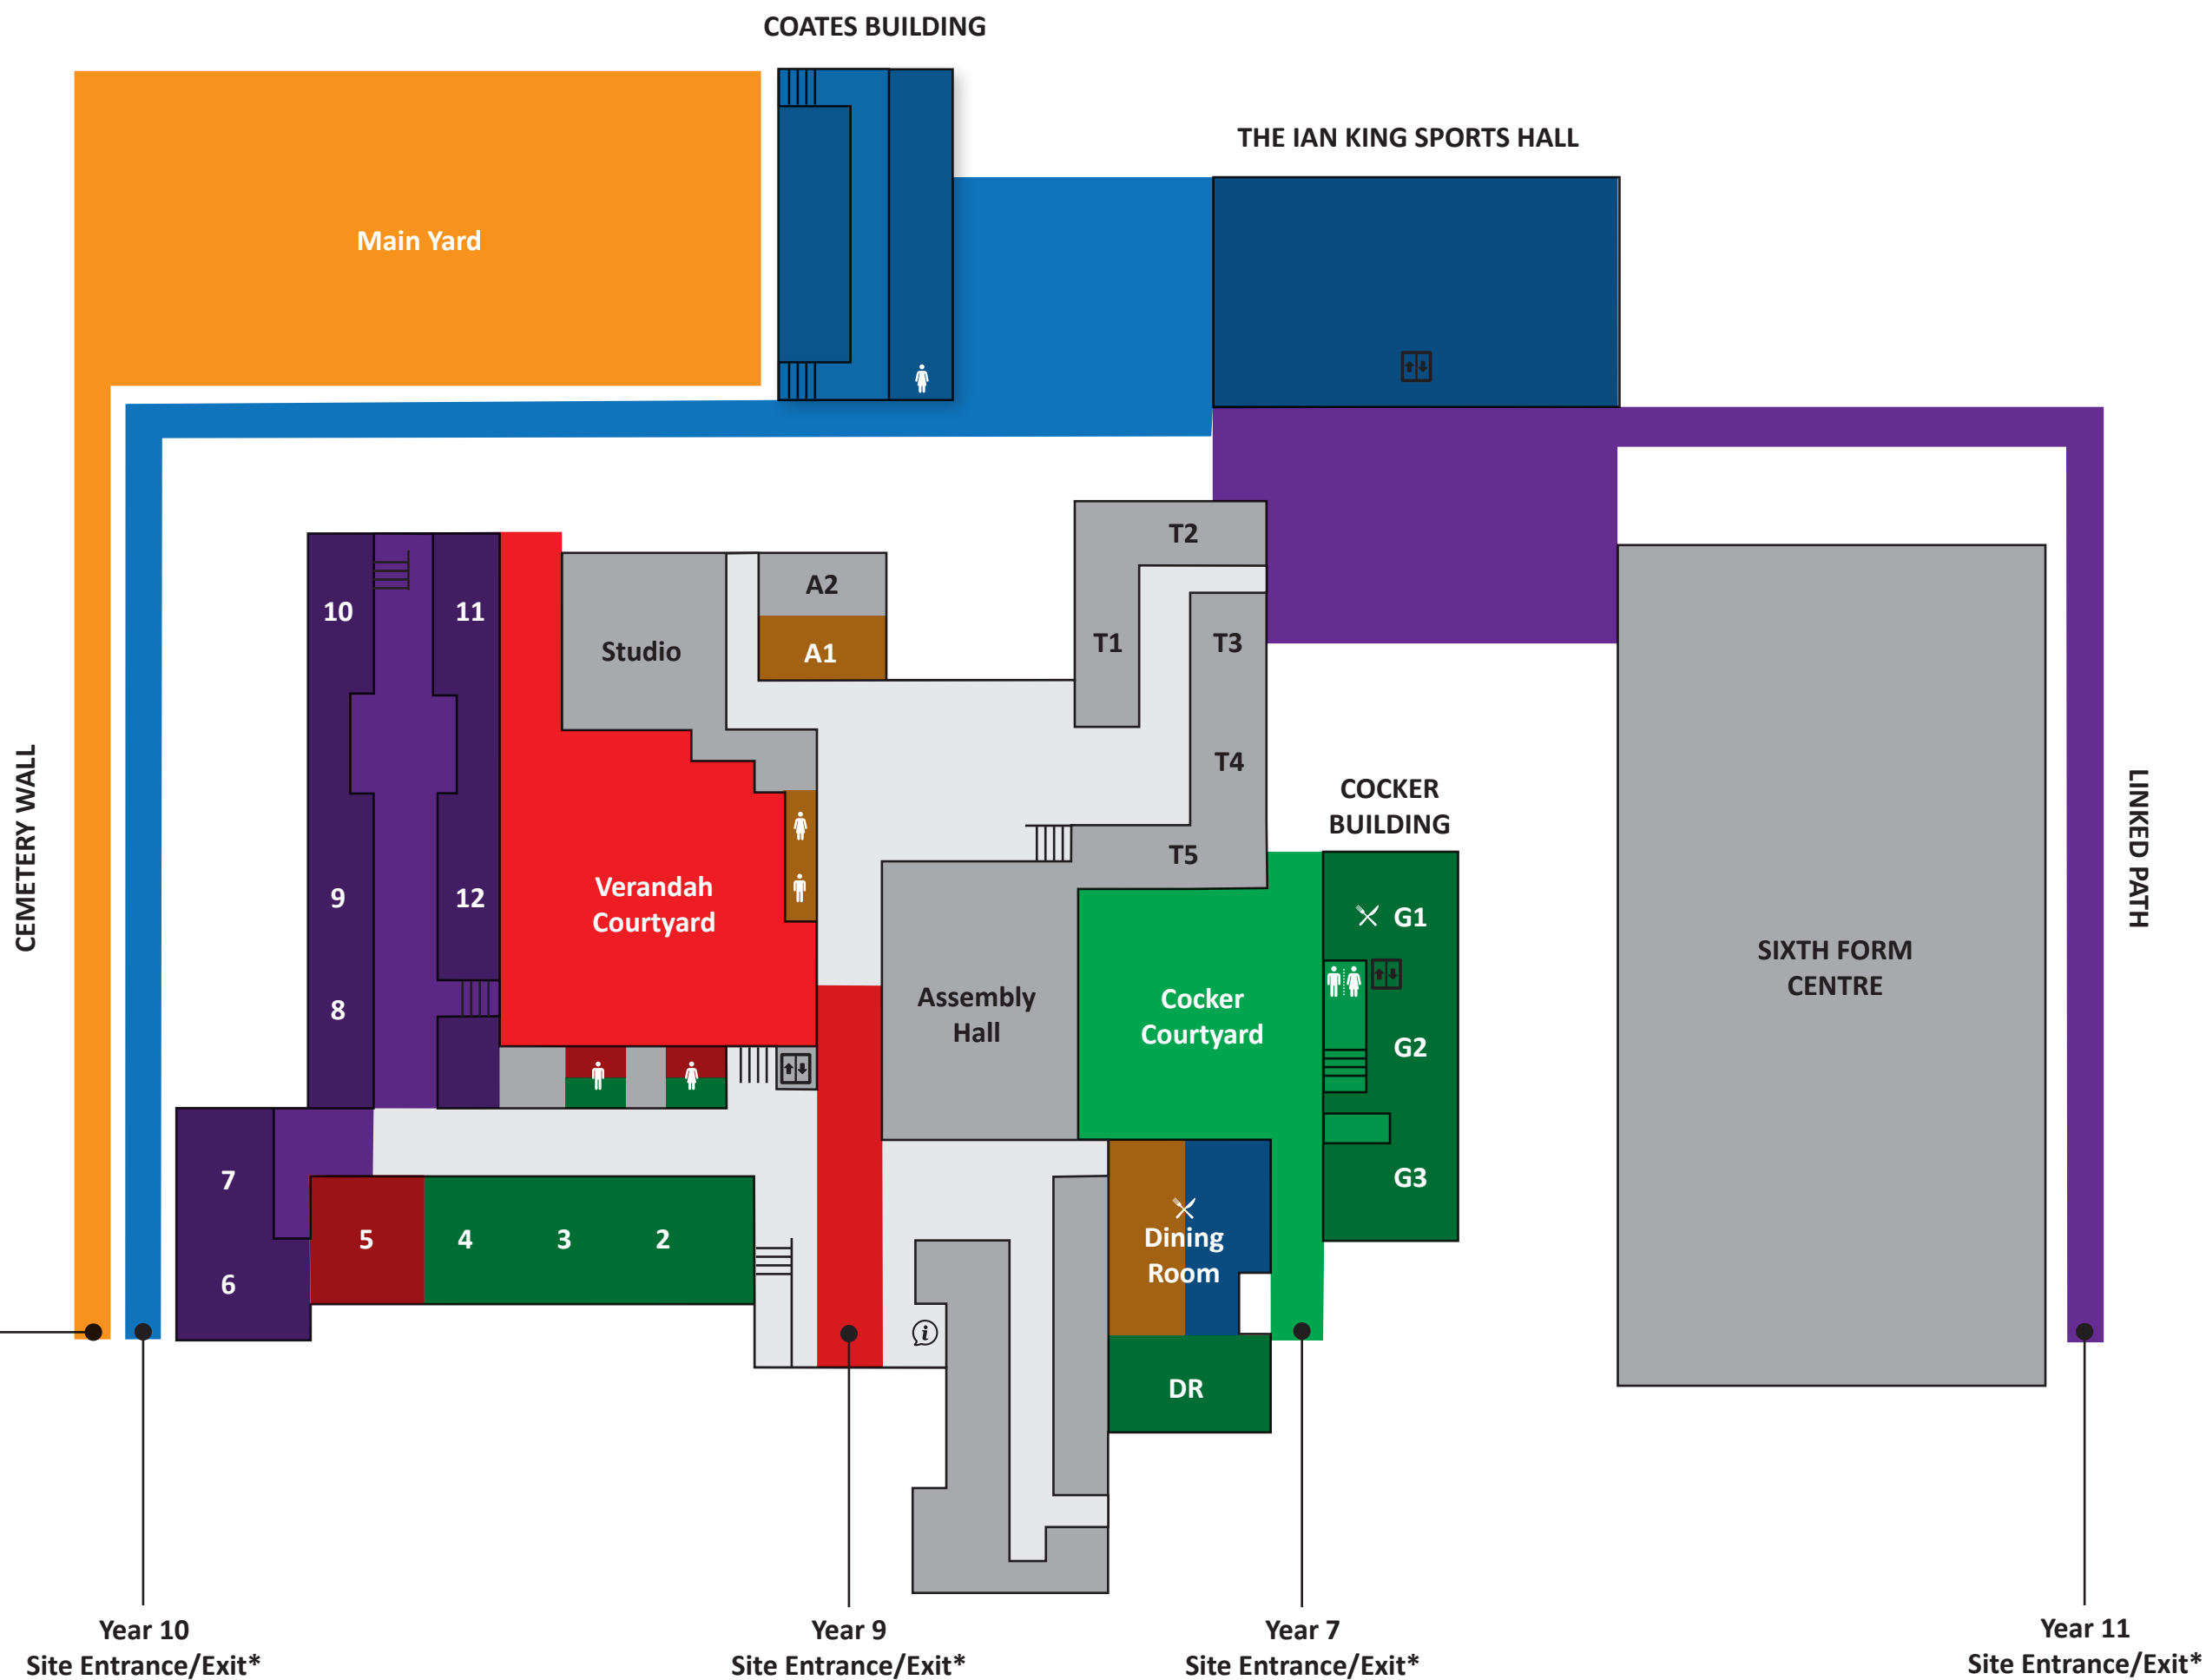 COATES BUILDING
THE IAN KING SPORTS HALL
Main Yard
T2
A2
10
11
Studio
A1
T1
T3
T4
CEMETERY WALL
LINKED PATH
COCKER
BUILDING
T5
Verandah
Courtyard
9
12
G1
SIXTH FORM
CENTRE
8
Assembly
Hall
Cocker
Courtyard
G2
7
G3
5
4
3
2
Dining
Room
6
i
DR
Year 10
Site Entrance/Exit*
Year 9
Site Entrance/Exit*
Year 7
Site Entrance/Exit*
Year 11
Site Entrance/Exit*